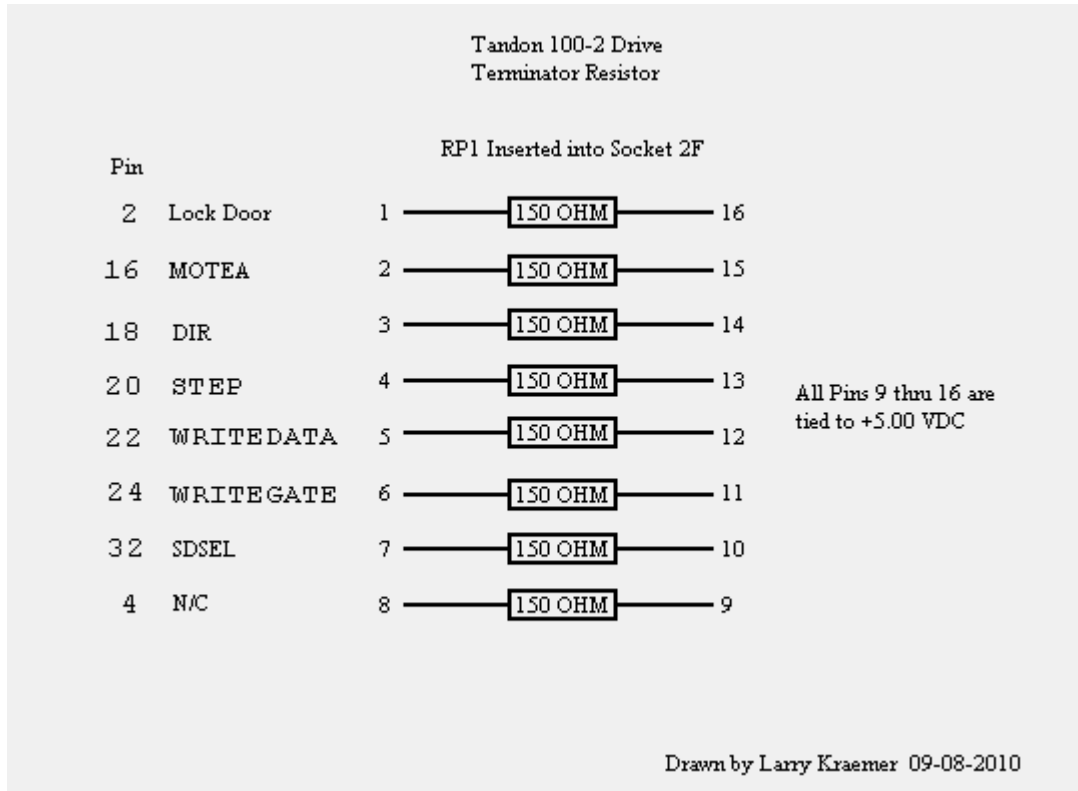 Tandon 100-2 Drive
Terminator Resistor
RP1 Inserted into Socket 2F
Pin
2 Lock Door 1 150 OHM 16
16 MOTEA 2 150 OHM 15
18 DIR 3 150 OHM 14
20 STEP 4 150 OHM 13
22 WRITEDATA 5 150 OHM 12
24 WRITEGATE 6 150 OHM 11
32 SDSEL 7 150 OHM 10
4 N/C 8 150 OHM 9
All Pins 9 thru 16 are
tied to +5.00 VDC
Drawn by Larry Kraemer 09-08-2010